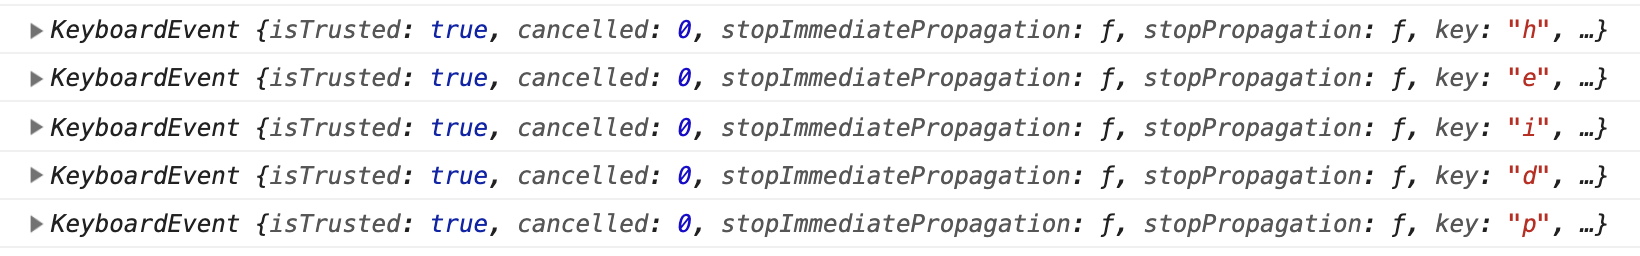 KeyboardEvent {isTrusted: true, cancelled: 0, stopImmediatePropagation: ƒ, stopPropagation: ƒ, key: "h", …}
KeyboardEvent {isTrusted: true, cancelled: 0, stopImmediatePropagation: ƒ, stopPropagation: ƒ, key: "e", …}
KeyboardEvent {isTrusted: true, cancelled: 0, stopImmediatePropagation: ƒ, stopPropagation: ƒ, key: "i", …}
KeyboardEvent {isTrusted: true, cancelled: 0, stopImmediatePropagation: ƒ, stopPropagation: ƒ, key: "d", …}
KeyboardEvent {isTrusted: true, cancelled: 0, stopImmediatePropagation: ƒ, stopPropagation: ƒ, key: "p", …}